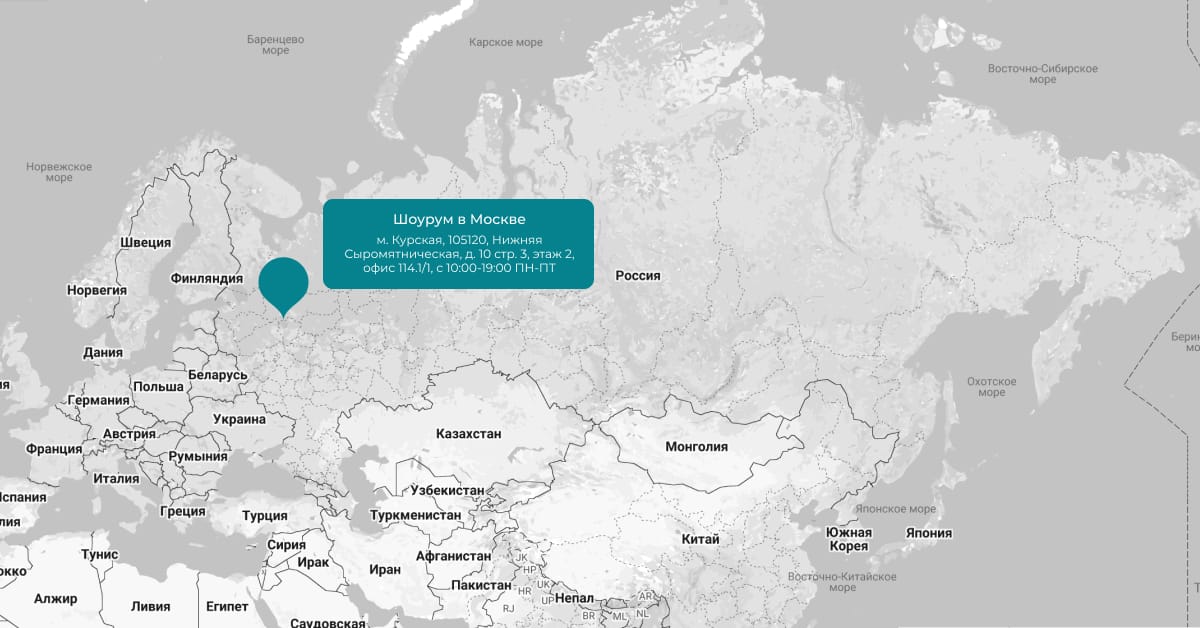 Баренцево
море
Карское море
Восточно-Сибирское
море
Норвежское
море
Шоурум в Москве
м. Курская, 105120, Нижняя
Сыромятническая, д. 10 стр. 3, этаж 2,
офис 114.1/1, с 10:00-19:00 ПН-ПТ
Швеция
Финляндия
Россия
Норвегия
Дания
Беларусь
Польша
Германия
Охотское
море
Украина
Австрия
Казахстан
Монголия
Франция
Румыния
Италия
Узбекистан
Испания
Греция
Турция
Туркменистан
Японское море
Южная
Корея
Япония
Китай
Сирия
Тунис
Ирак
Иран
Афганистан
Пакистан
JK
HP
HR
UK
UP
Непал
AR
Восточно-Китайское
море
Алжир
Ливия
Египет
RJ
BR
ML
NL
Саудовская